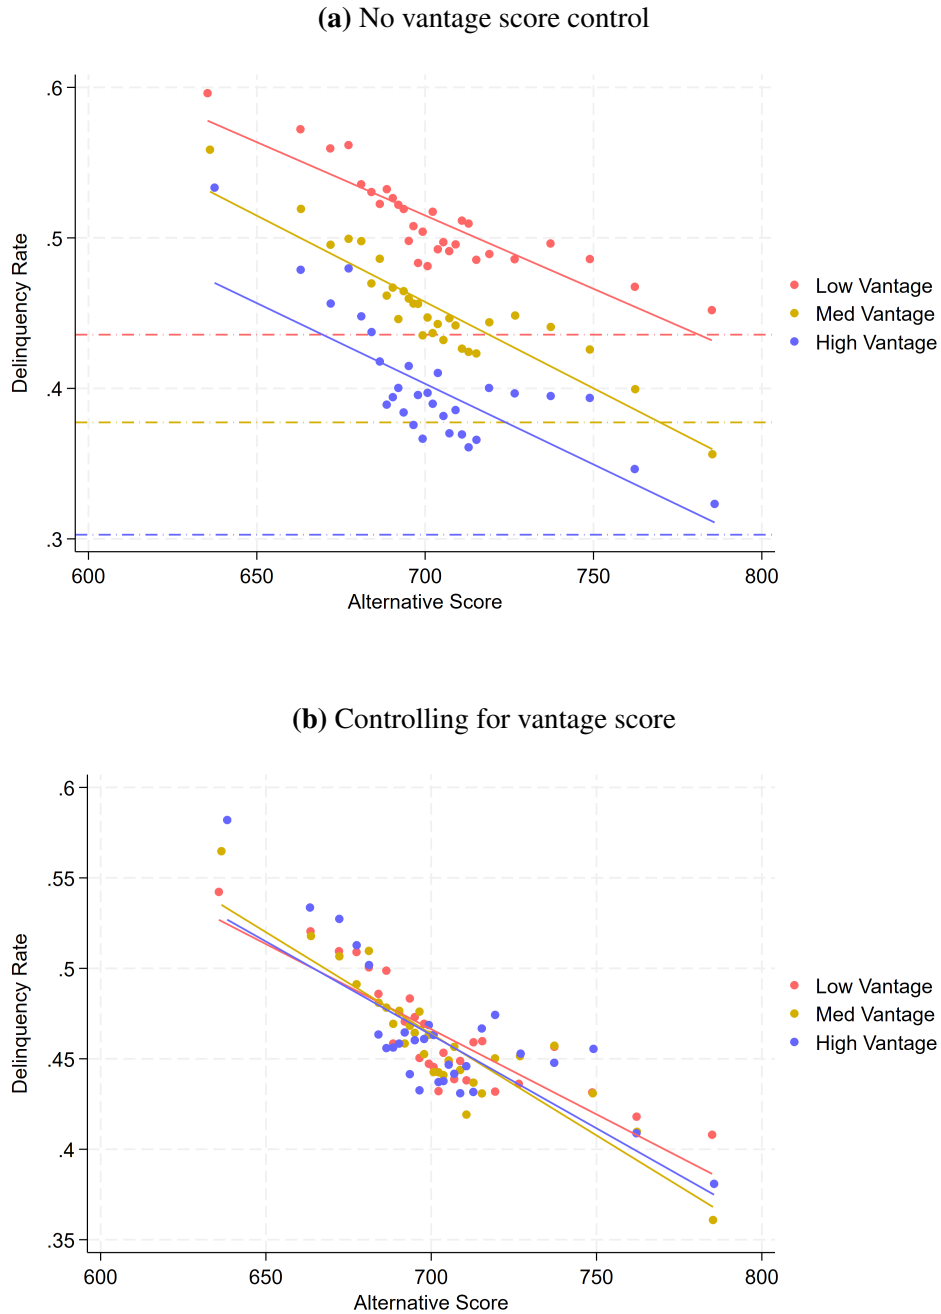 (a) No vantage score control
.6
.5
.4
.3
Delinquency Rate
600 650 700 750 800
Alternative Score
Low Vantage
Med Vantage
High Vantage
(b) Controlling for vantage score
.6
.55
.5
.45
.4
.35
Delinquency Rate
600 650 700 750 800
Alternative Score
Low Vantage
Med Vantage
High Vantage